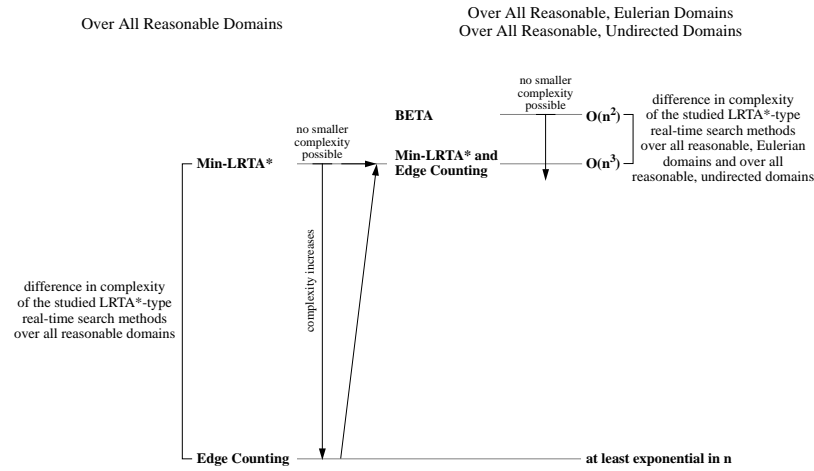 Over All Reasonable Domains
Over All Reasonable, Eulerian Domains
Over All Reasonable, Undirected Domains
no smaller
complexity
possible
BETA
O(n²)
difference in complexity
of the studied LRTA*-type
real-time search methods
over all reasonable, Eulerian
domains and over all
reasonable, undirected domains
no smaller
complexity
possible
Min-LRTA*
Min-LRTA* and
Edge Counting
O(n³)
complexity increases
difference in complexity
of the studied LRTA*-type
real-time search methods
over all reasonable domains
Edge Counting
at least exponential in n